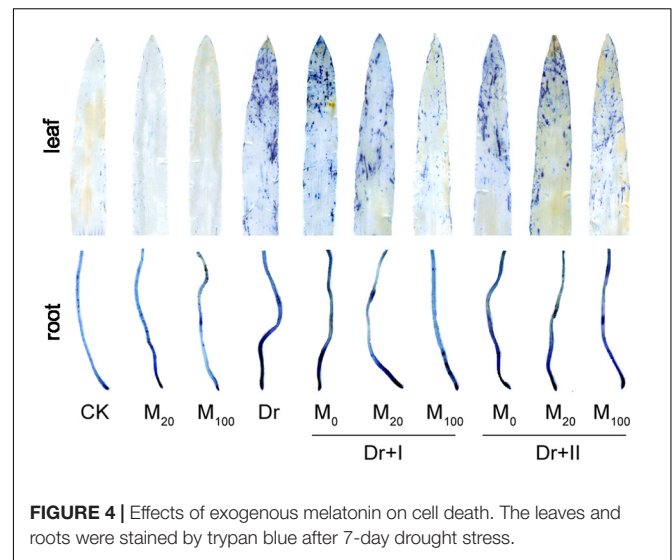 leaf
root
CK M₂₀ M₁₀₀ Dr M₀ M₂₀ M₁₀₀ M₀ M₂₀ M₁₀₀
Dr+I Dr+II
FIGURE 4 | Effects of exogenous melatonin on cell death. The leaves and
roots were stained by trypan blue after 7-day drought stress.